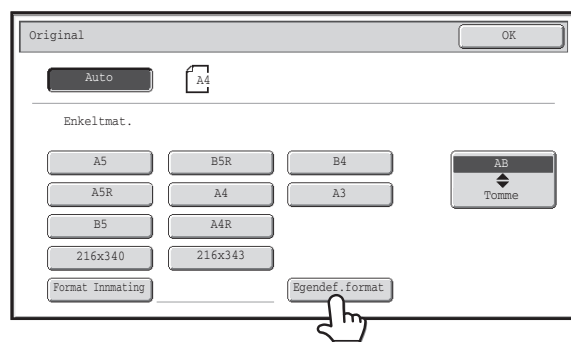 Original OK
Auto A4
Enkeltmat.
A5 B5R B4 AB
A5R A4 A3 Tomme
B5 A4R
216x340 216x343
Format Innmating Egendef.format